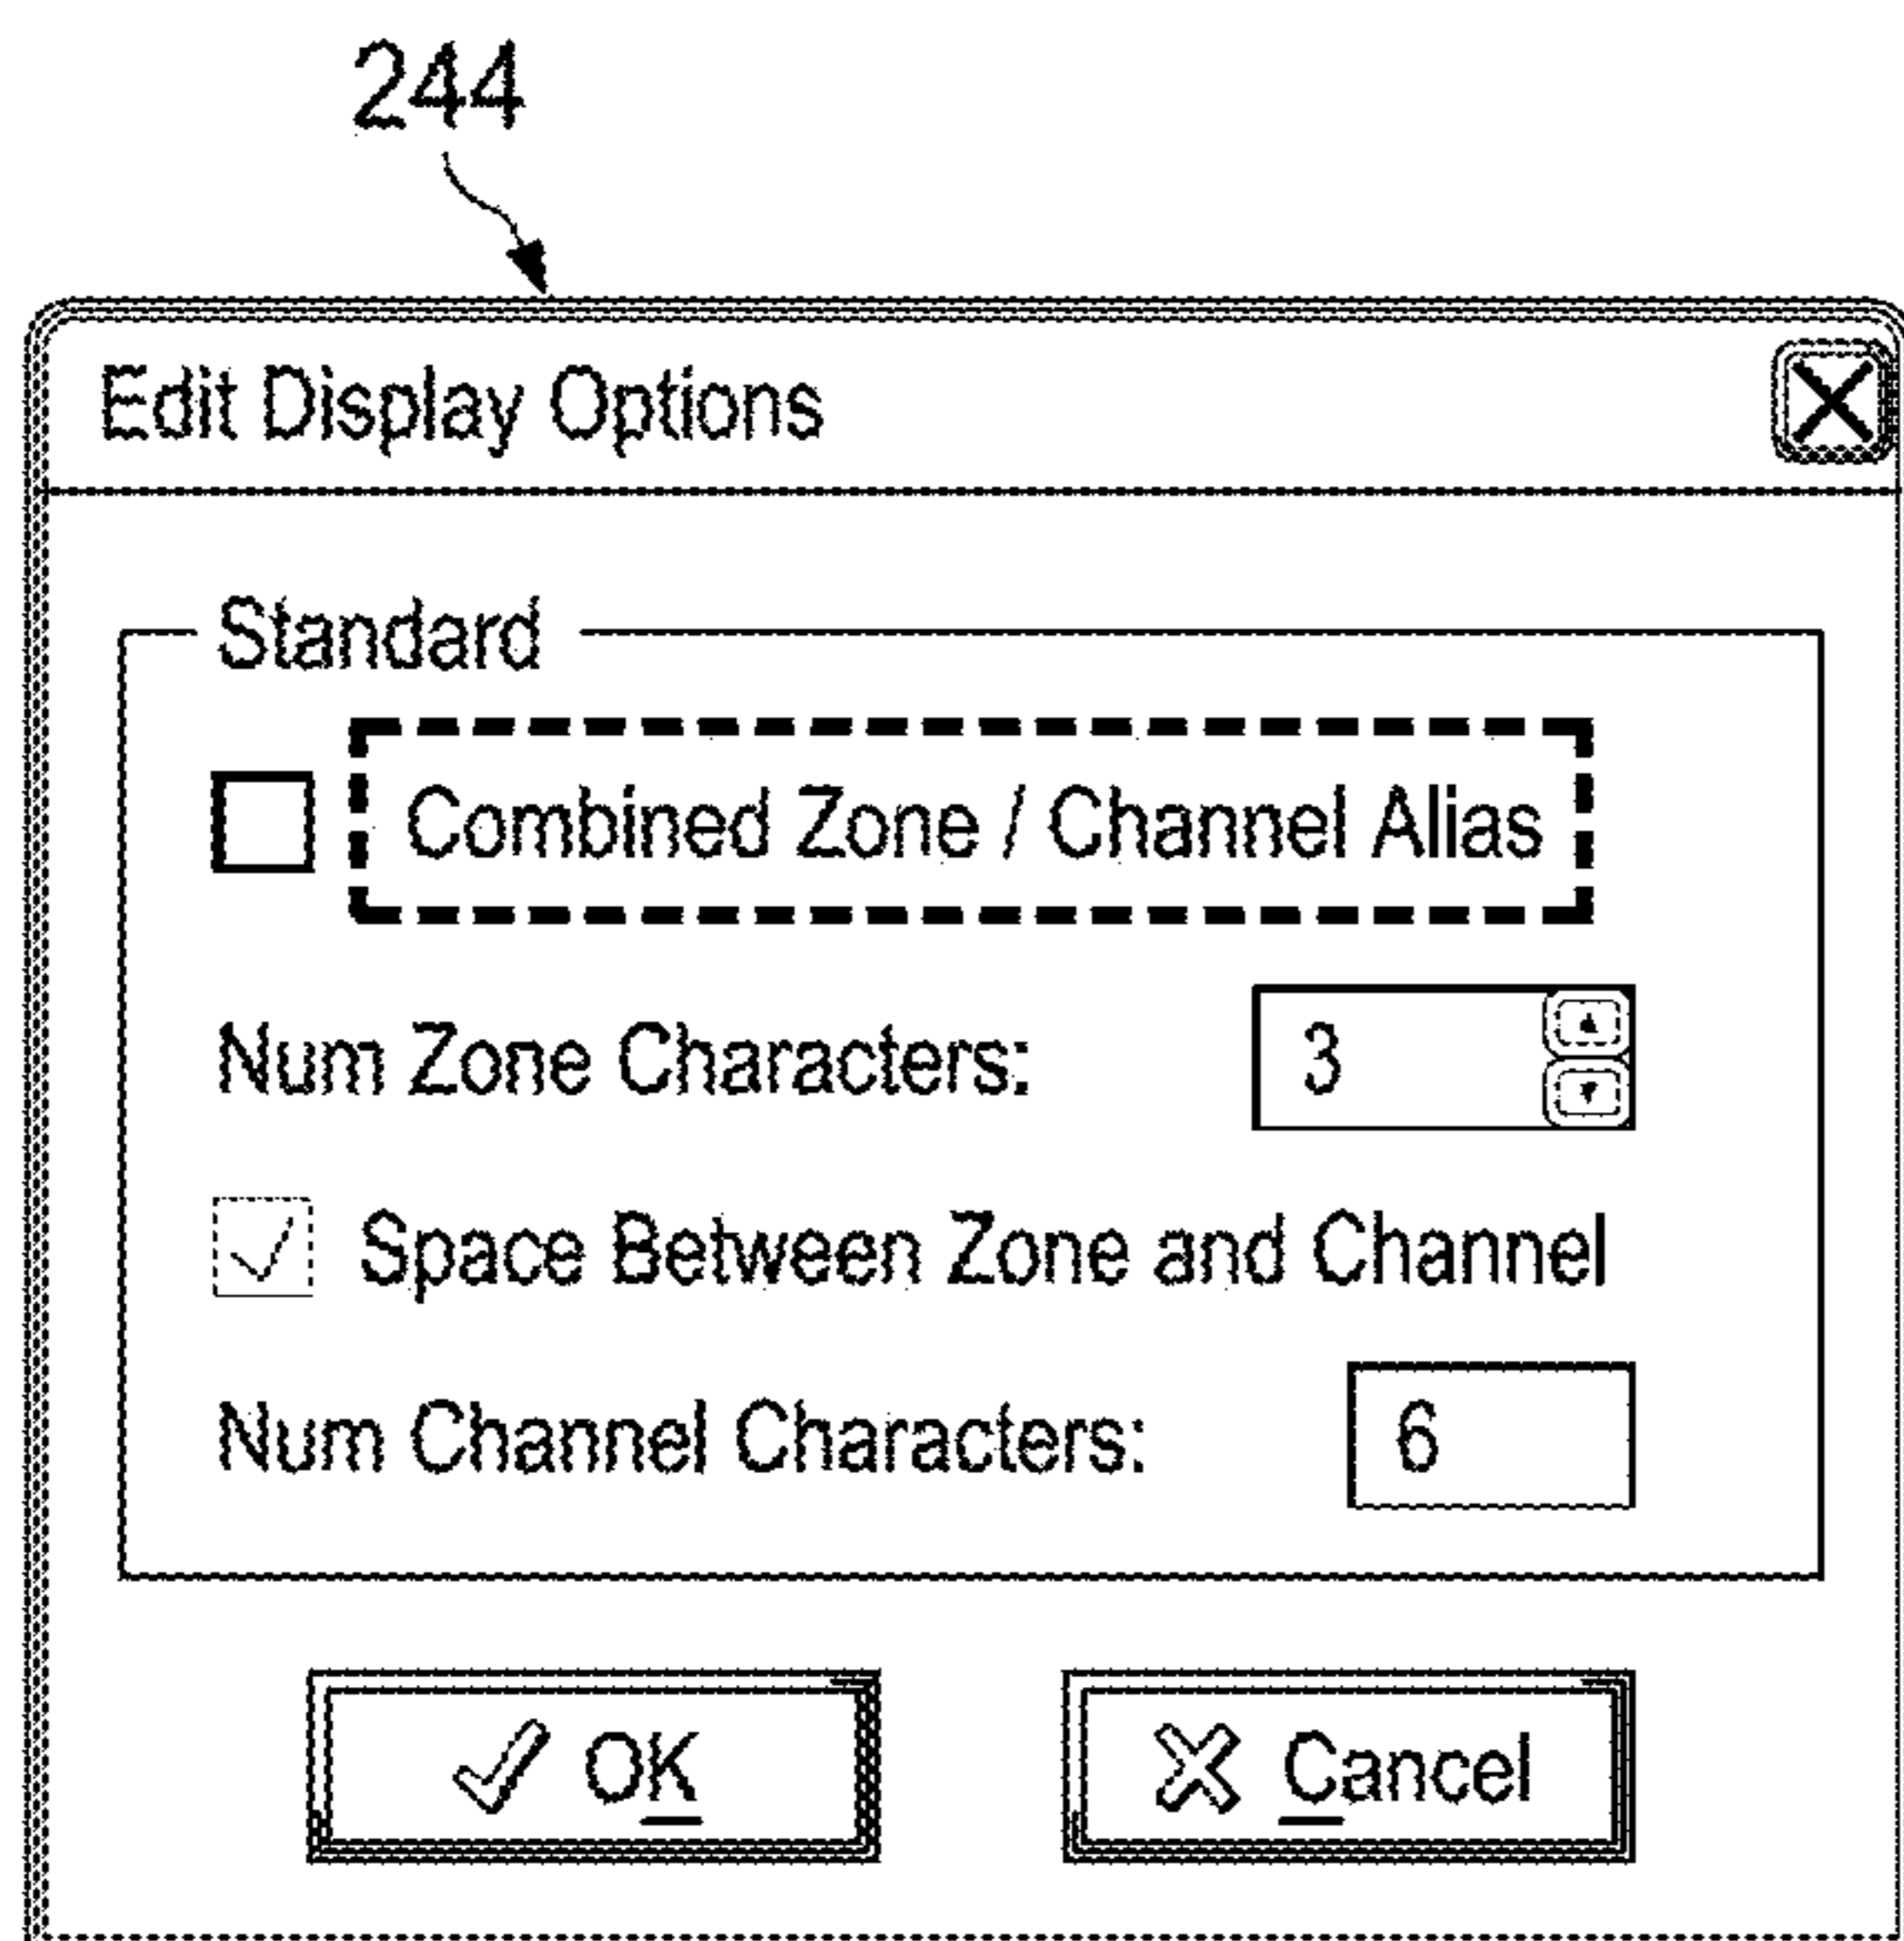 244
Edit Display Options
Standard
Combined Zone / Channel Alias
Num Zone Characters: 3
Space Between Zone and Channel
Num Channel Characters: 6
OK Cancel